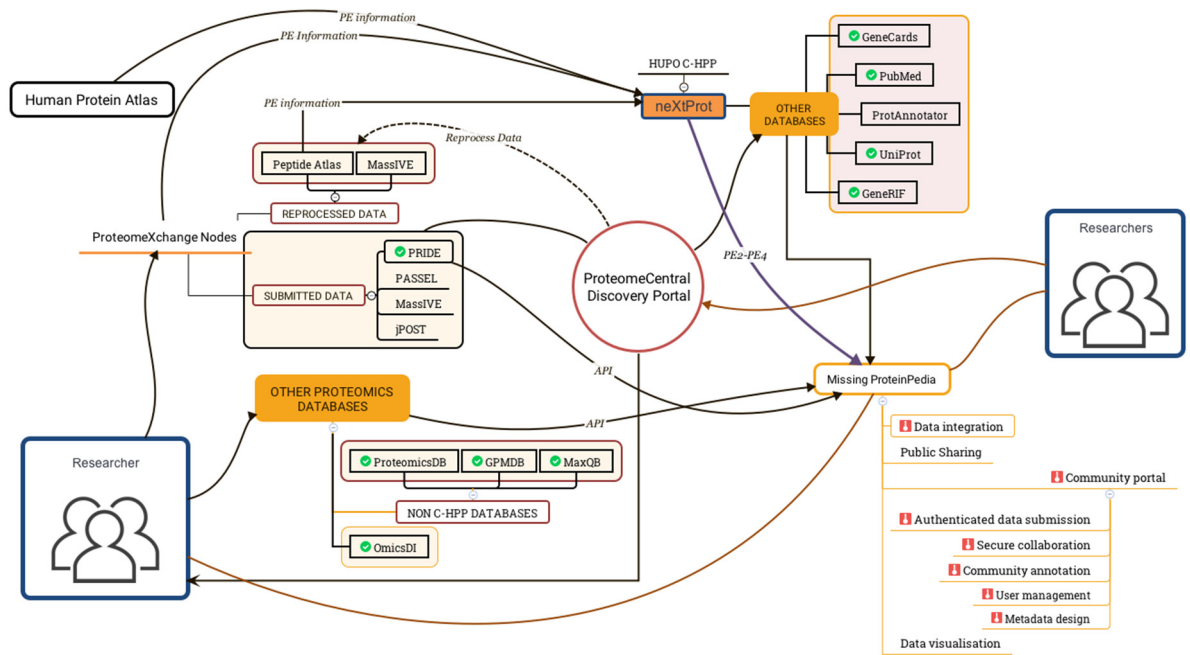 PE information
PE Information
HUPO C-HPP
GeneCards
PubMed
Human Protein Atlas
PE information
neXtProt
OTHER
DATABASES
ProtAnnotator
Reprocess Data
Peptide Atlas
MassIVE
UniProt
GeneRIF
REPROCESSED DATA
ProteomeXchange Nodes
PRIDE
PASSEL
SUBMITTED DATA
MassIVE
jPOST
ProteomeCentral
Discovery Portal
PE2-PE4
Researchers
API
Missing ProteinPedia
OTHER PROTEOMICS
DATABASES
API
Data integration
Public Sharing
Community portal
Authenticated data submission
Secure collaboration
Community annotation
User management
Metadata design
Data visualisation
Researcher
ProteomicsDB
GPMDB
MaxQB
NON C-HPP DATABASES
OmicsDI